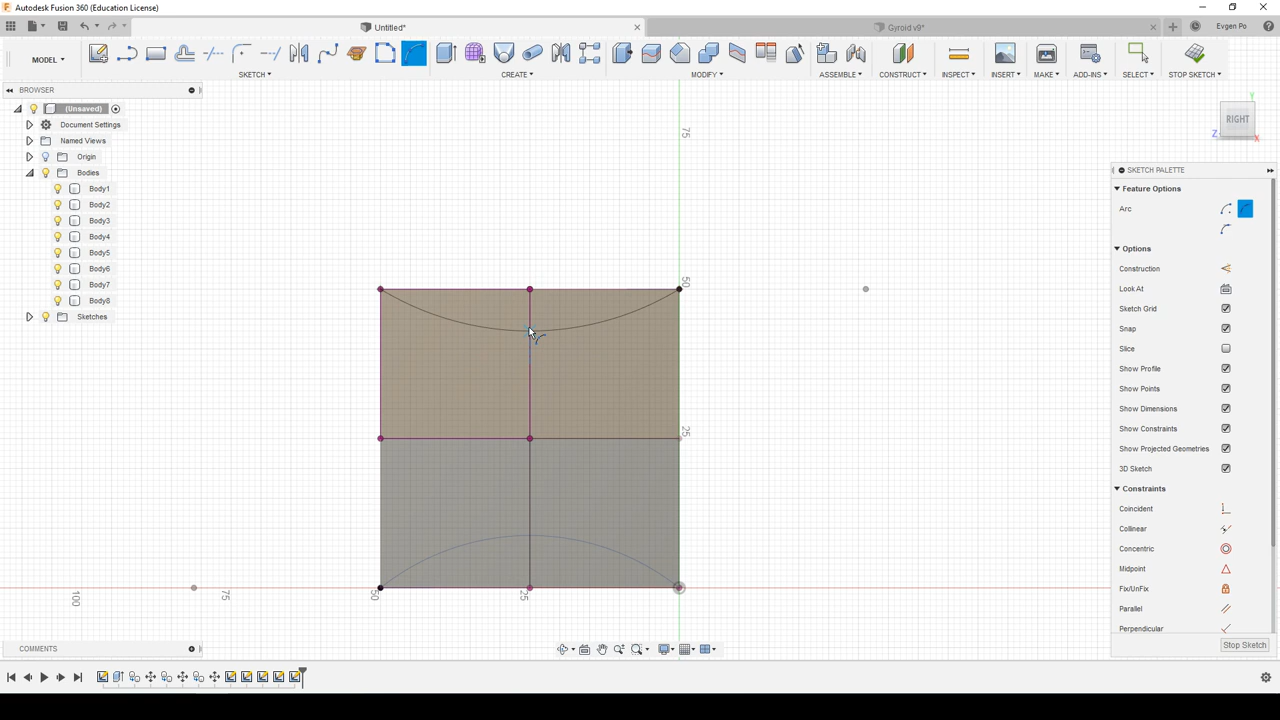 Autodesk Fusion 360 (Education License)
Untitled*
Gyroid v9*
Evgen Po
MODEL
SKETCH
CREATE
MODIFY
ASSEMBLE
CONSTRUCT
INSPECT
INSERT
MAKE
ADD-INS
SELECT
STOP SKETCH
BROWSER
(Unsaved)
Document Settings
Named Views
Origin
Bodies
Body1
Body2
Body3
Body4
Body5
Body6
Body7
Body8
Sketches
75
50
25
100
75
50
25
Y
RIGHT
Z
X
SKETCH PALETTE
Feature Options
Arc
Options
Construction
Look At
Sketch Grid
Snap
Slice
Show Profile
Show Points
Show Dimensions
Show Constraints
Show Projected Geometries
3D Sketch
Constraints
Coincident
Collinear
Concentric
Midpoint
Fix/UnFix
Parallel
Perpendicular
Stop Sketch
COMMENTS